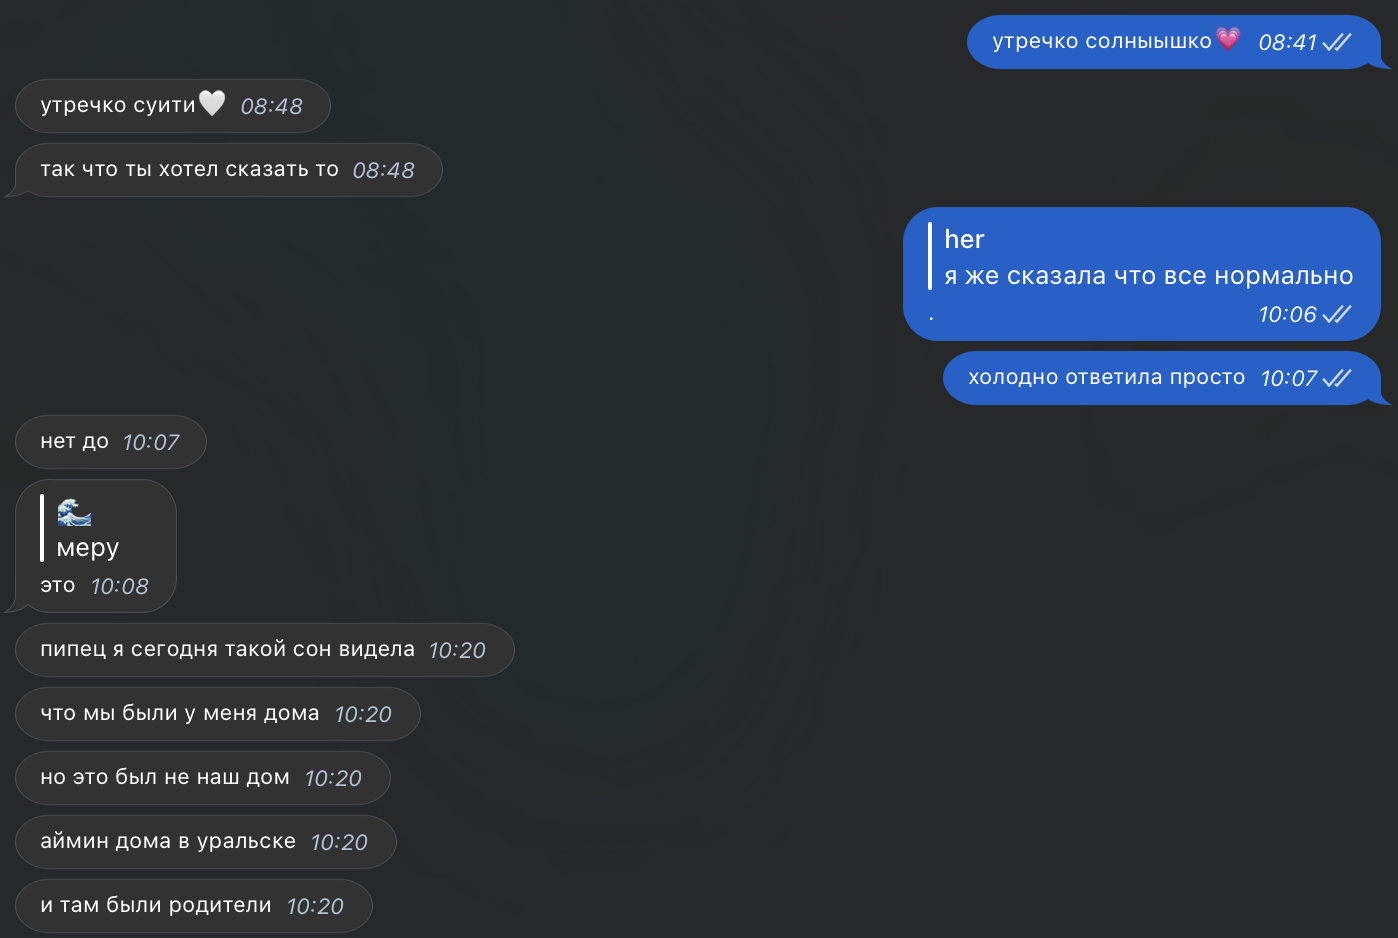 утречко солныышко💗 08:41
утречко суити🤍 08:48
так что ты хотел сказать то 08:48
her
я же сказала что все нормально
. 10:06
холодно ответила просто 10:07
нет до 10:07
🌊
меру
это 10:08
пипец я сегодня такой сон видела 10:20
что мы были у меня дома 10:20
но это был не наш дом 10:20
аймин дома в уральске 10:20
и там были родители 10:20